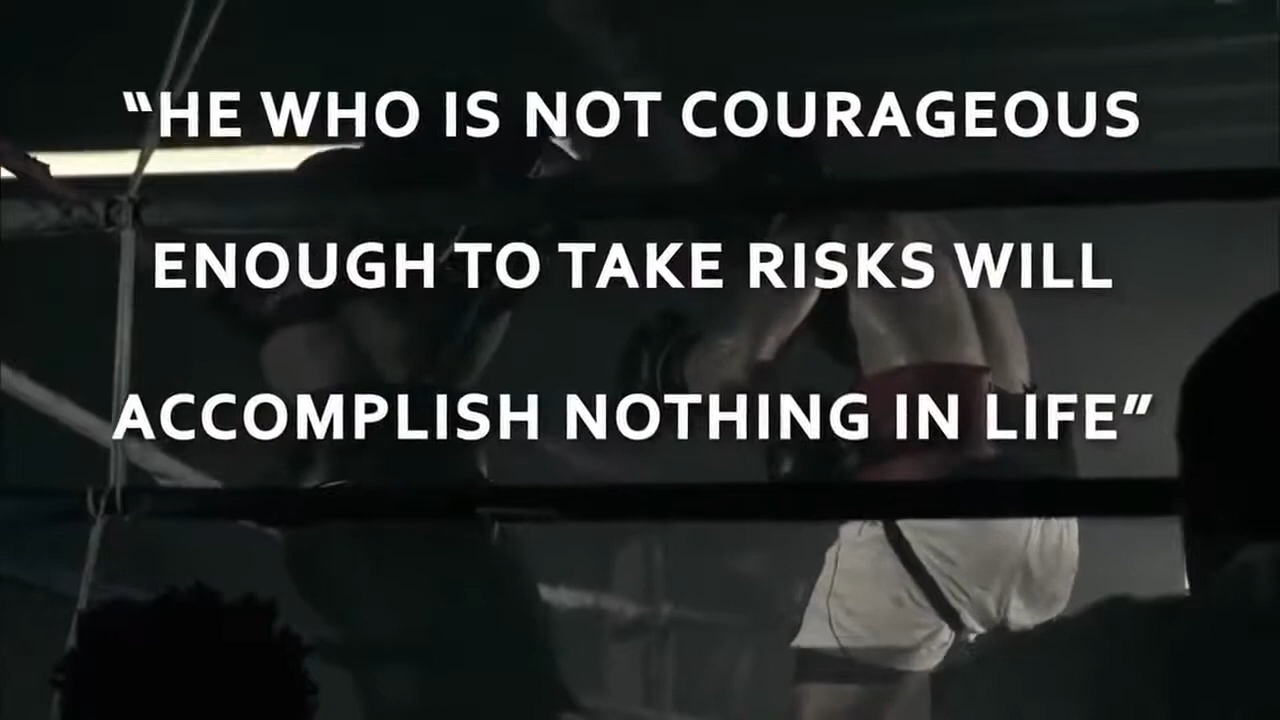 “HE WHO IS NOT COURAGEOUS
ENOUGH TO TAKE RISKS WILL
ACCOMPLISH NOTHING IN LIFE”